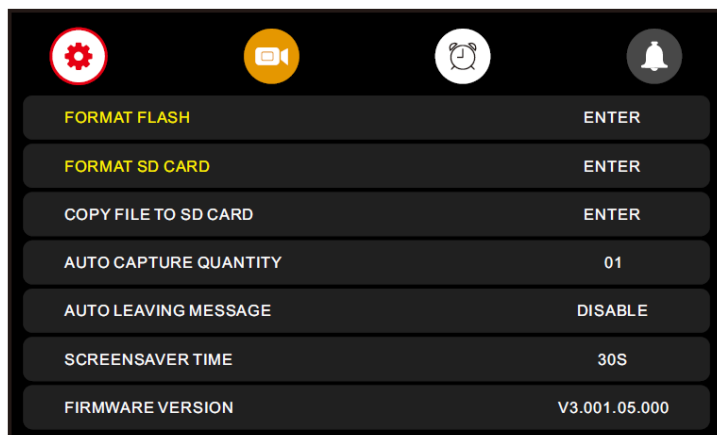 FORMAT FLASH ENTER
FORMAT SD CARD ENTER
COPY FILE TO SD CARD ENTER
AUTO CAPTURE QUANTITY 01
AUTO LEAVING MESSAGE DISABLE
SCREENSAVER TIME 30S
FIRMWARE VERSION V3.001.05.000